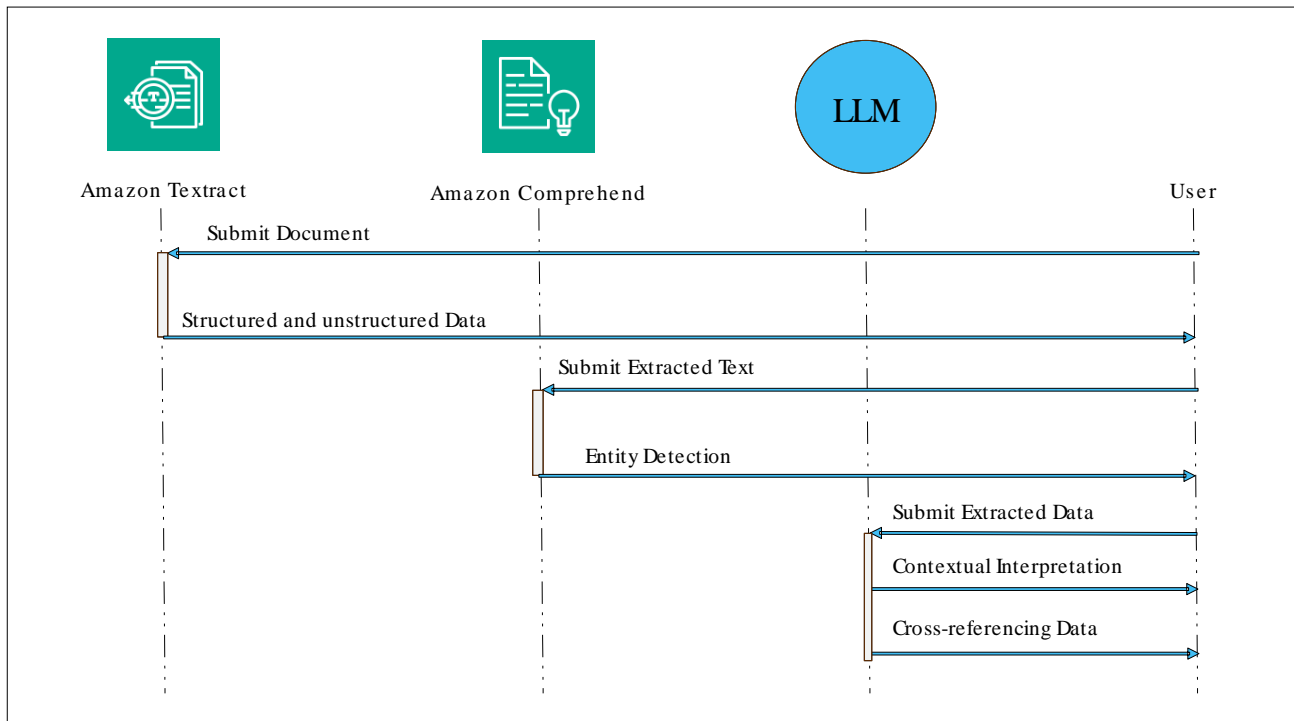 LLM
Amazon Textract
Amazon Comprehend
User
Submit Document
Structured and unstructured Data
Submit Extracted Text
Entity Detection
Submit Extracted Data
Contextual Interpretation
Cross-referencing Data